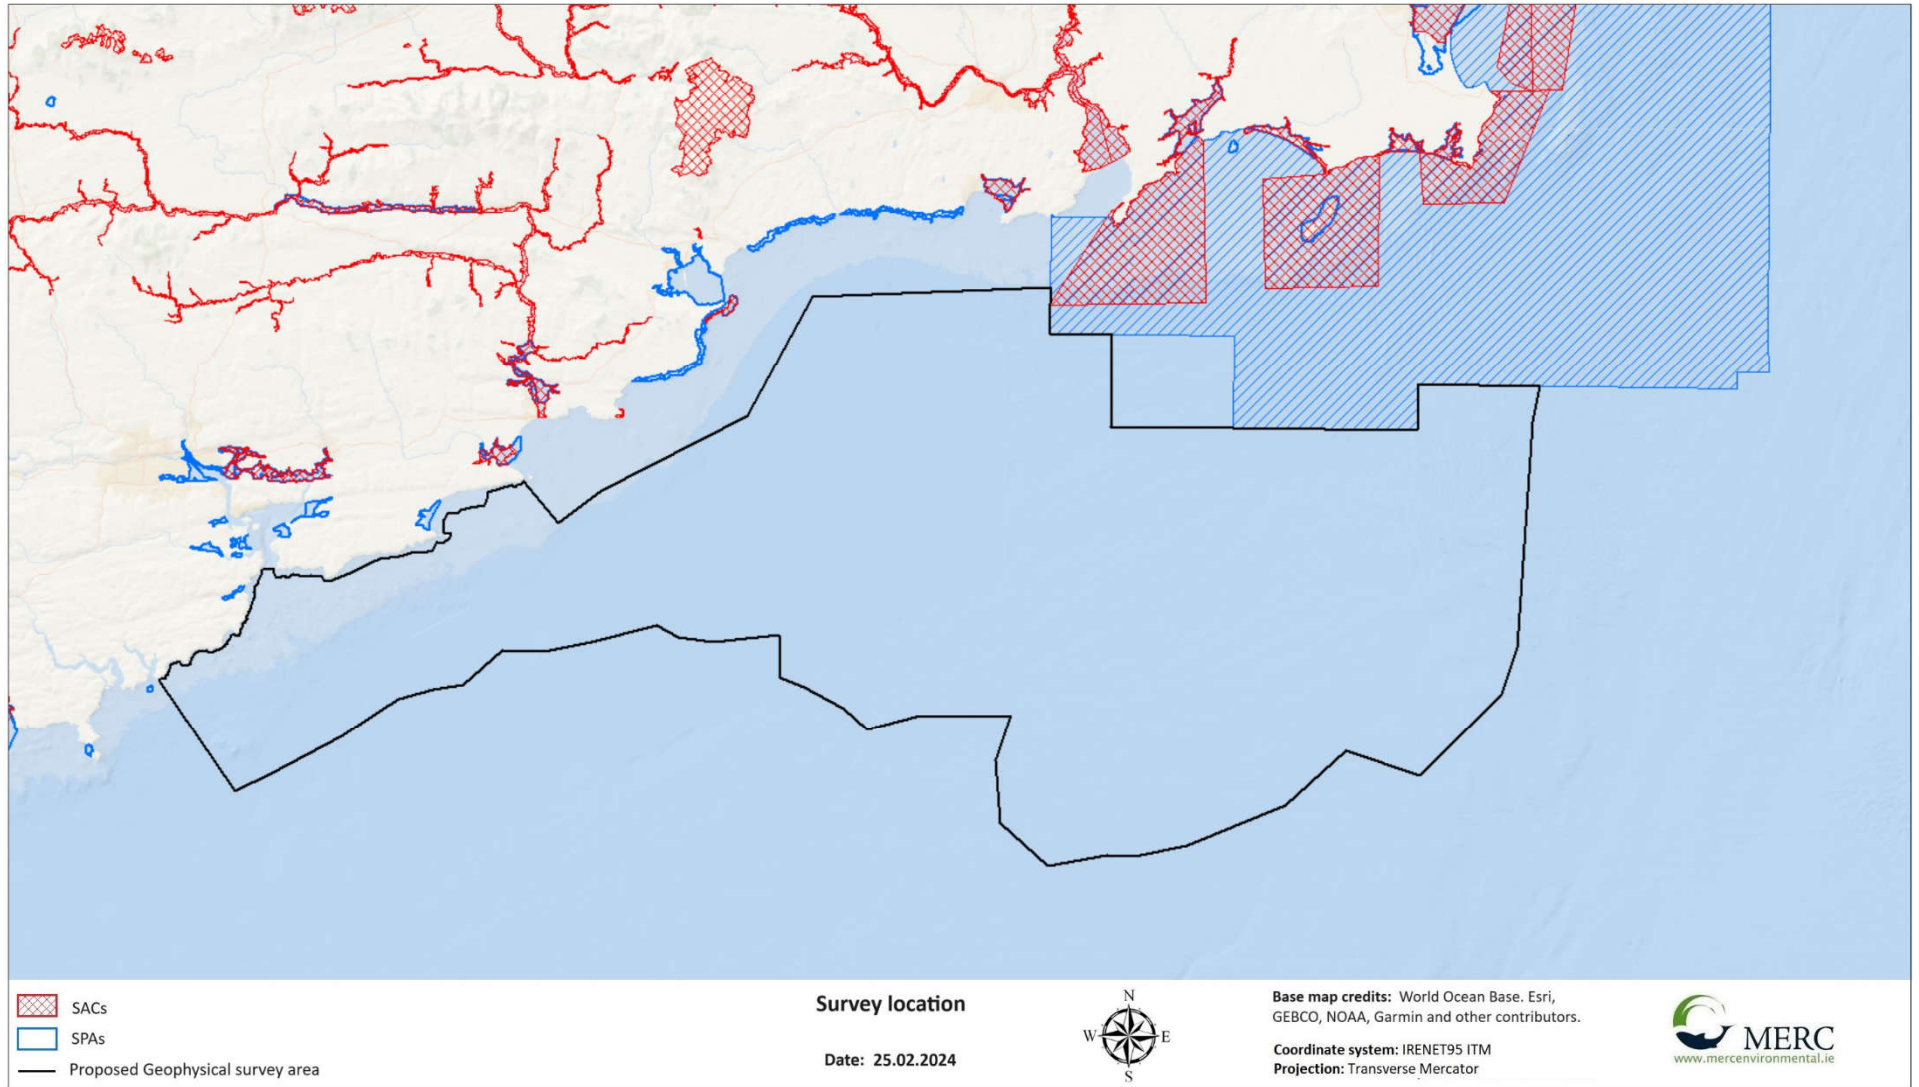 SACs
SPAs
Proposed Geophysical survey area
Survey location
Date: 25.02.2024
N
W
E
S
Base map credits: World Ocean Base. Esri,
GEBCO, NOAA, Garmin and other contributors.
Coordinate system: IRENET95 ITM
Projection: Transverse Mercator
MERC
www.mercenvironmental.ie